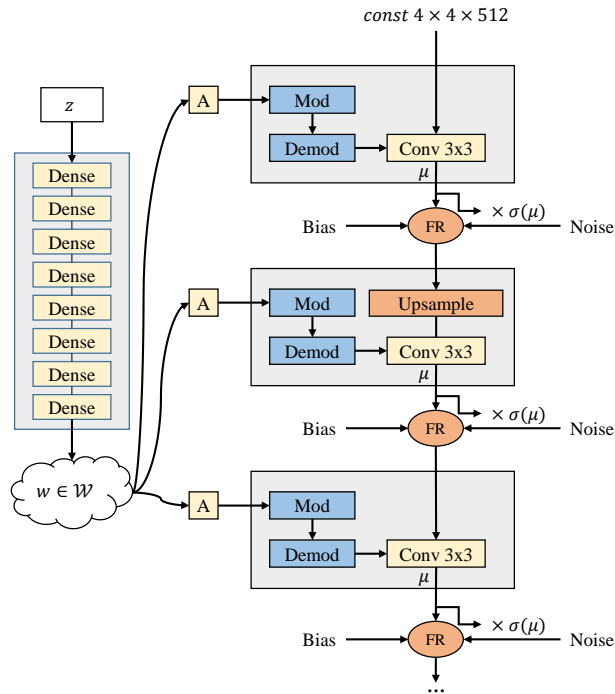 const 4 × 4 × 512
z
A
Mod
Demod
Conv 3x3
μ
× σ(μ)
Bias
FR
Noise
Dense
Dense
Dense
Dense
Dense
Dense
Dense
Dense
w ∈ 𝒲
A
Mod
Upsample
Demod
Conv 3x3
μ
× σ(μ)
Bias
FR
Noise
A
Mod
Demod
Conv 3x3
μ
× σ(μ)
Bias
FR
Noise
...